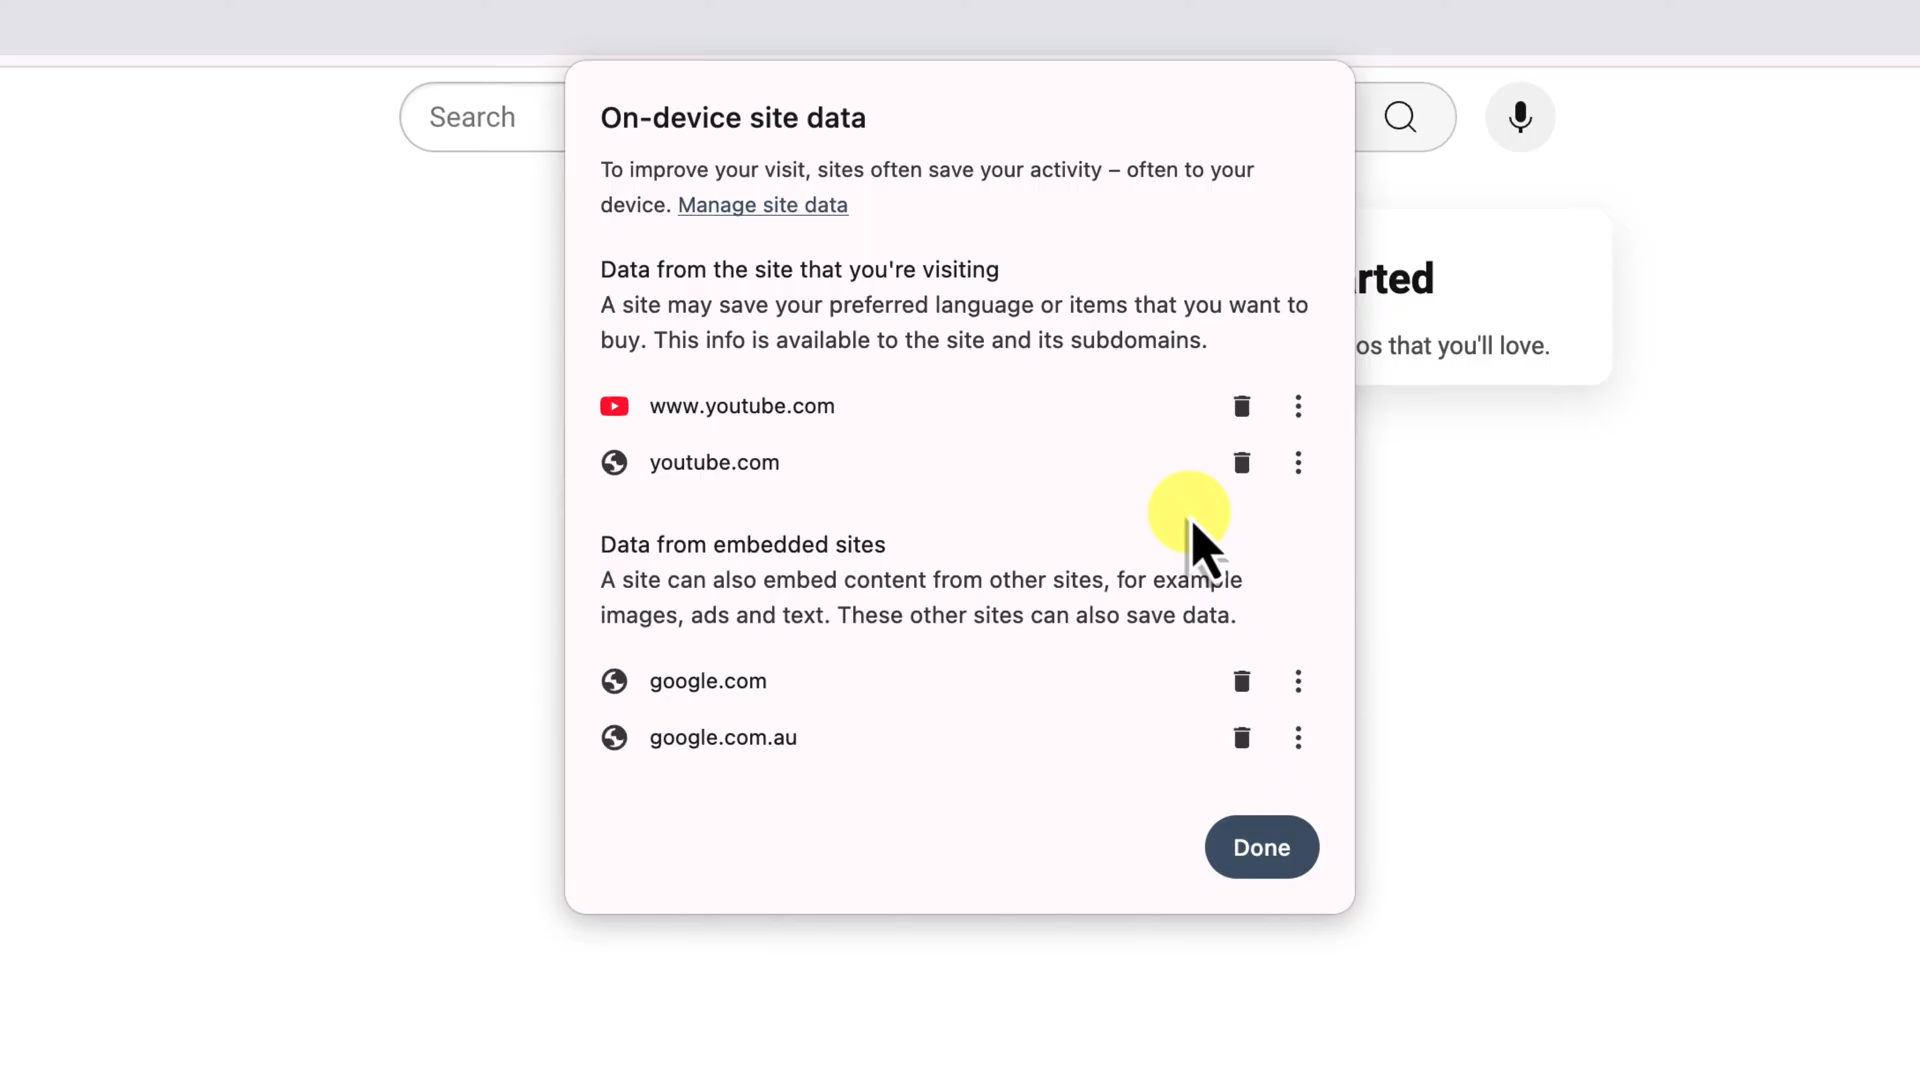 Search
On-device site data
To improve your visit, sites often save your activity – often to your
device. Manage site data
Data from the site that you're visiting
A site may save your preferred language or items that you want to
buy. This info is available to the site and its subdomains.
www.youtube.com
youtube.com
Data from embedded sites
A site can also embed content from other sites, for example
images, ads and text. These other sites can also save data.
google.com
google.com.au
Done
rted
os that you'll love.